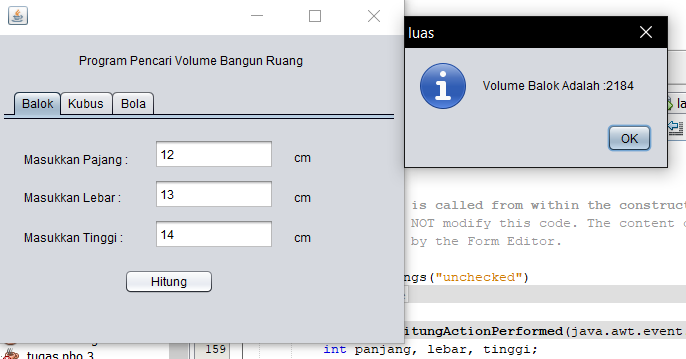 Program Pencari Volume Bangun Ruang
Balok Kubus Bola
Masukkan Pajang : 12 cm
Masukkan Lebar : 13 cm
Masukkan Tinggi : 14 cm
Hitung
luas
Volume Balok Adalah :2184
OK
la
is called from within the construct
NOT modify this code. The content
by the Form Editor.
ngs("unchecked")
itungActionPerformed(java.awt.event
159 int panjang, lebar, tinggi;
tugas pbo 3